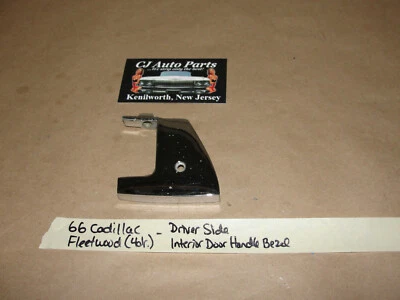 CJ Auto Parts
Kenilworth, New Jersey
66 Cadillac - Driver Side
Fleetwood (4dr.) Interior Door Handle Bezel